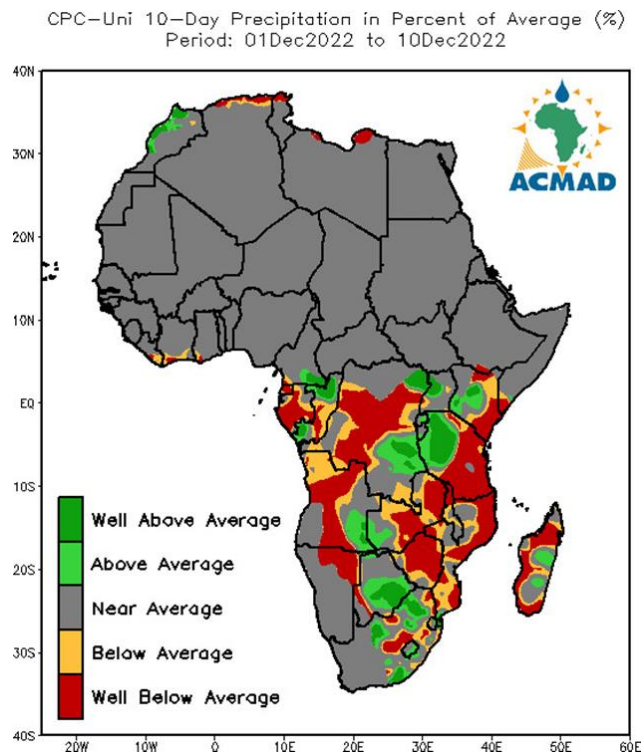 CPC-Uni 10-Day Precipitation in Percent of Average (%)
Period: 01Dec2022 to 10Dec2022
40N
30N
20N
10N
EQ
10S
20S
30S
40S
ACMAD
Well Above Average
Above Average
Near Average
Below Average
Well Below Average
20W 10W 0 10E 20E 30E 40E 50E 60E